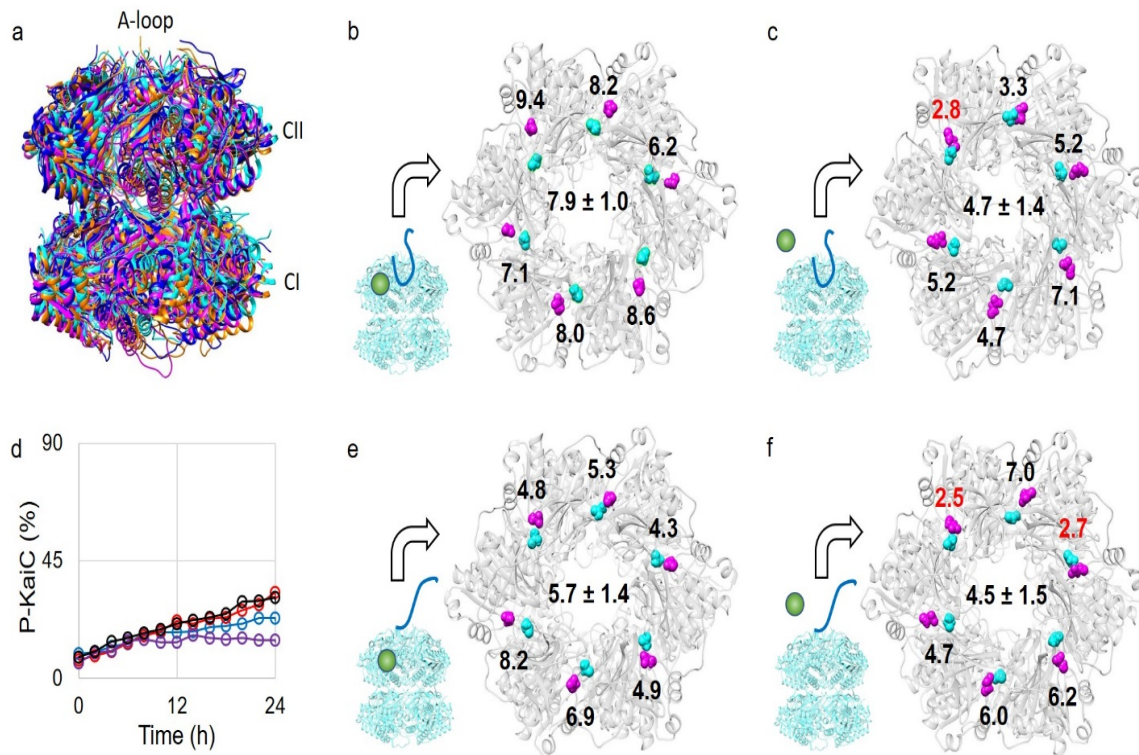 a
A-loop
CII
CI
b
9.4
8.2
6.2
7.9 ± 1.0
7.1
8.0
8.6
c
2.8
3.3
5.2
4.7 ± 1.4
5.2
4.7
7.1
d
P-KaiC (%)
90
45
0
0
12
24
Time (h)
e
4.8
5.3
4.3
5.7 ± 1.4
8.2
6.9
4.9
f
2.5
7.0
2.7
4.5 ± 1.5
4.7
6.0
6.2